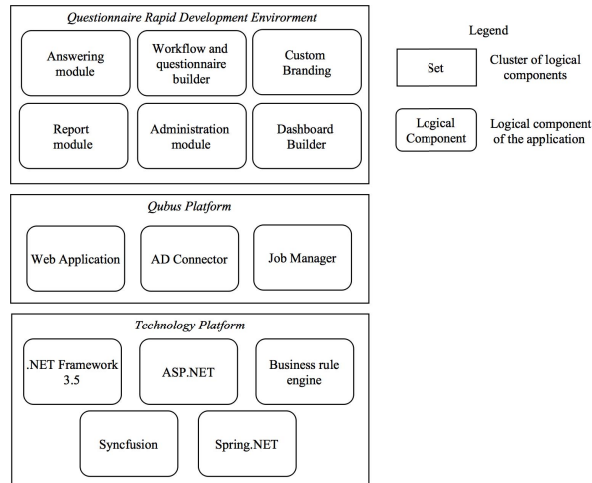 Questionnaire Rapid Development Envirorment
Answering
module
Workflow and
questionnaire
builder
Custom
Branding
Report
module
Administration
module
Dashboard
Builder
Qubus Platform
Web Application
AD Connector
Job Manager
Technology Platform
.NET Framework
3.5
ASP.NET
Business rule
engine
Syncfusion
Spring.NET
Legend
Set
Cluster of logical
components
Logical
Component
Logical component
of the application